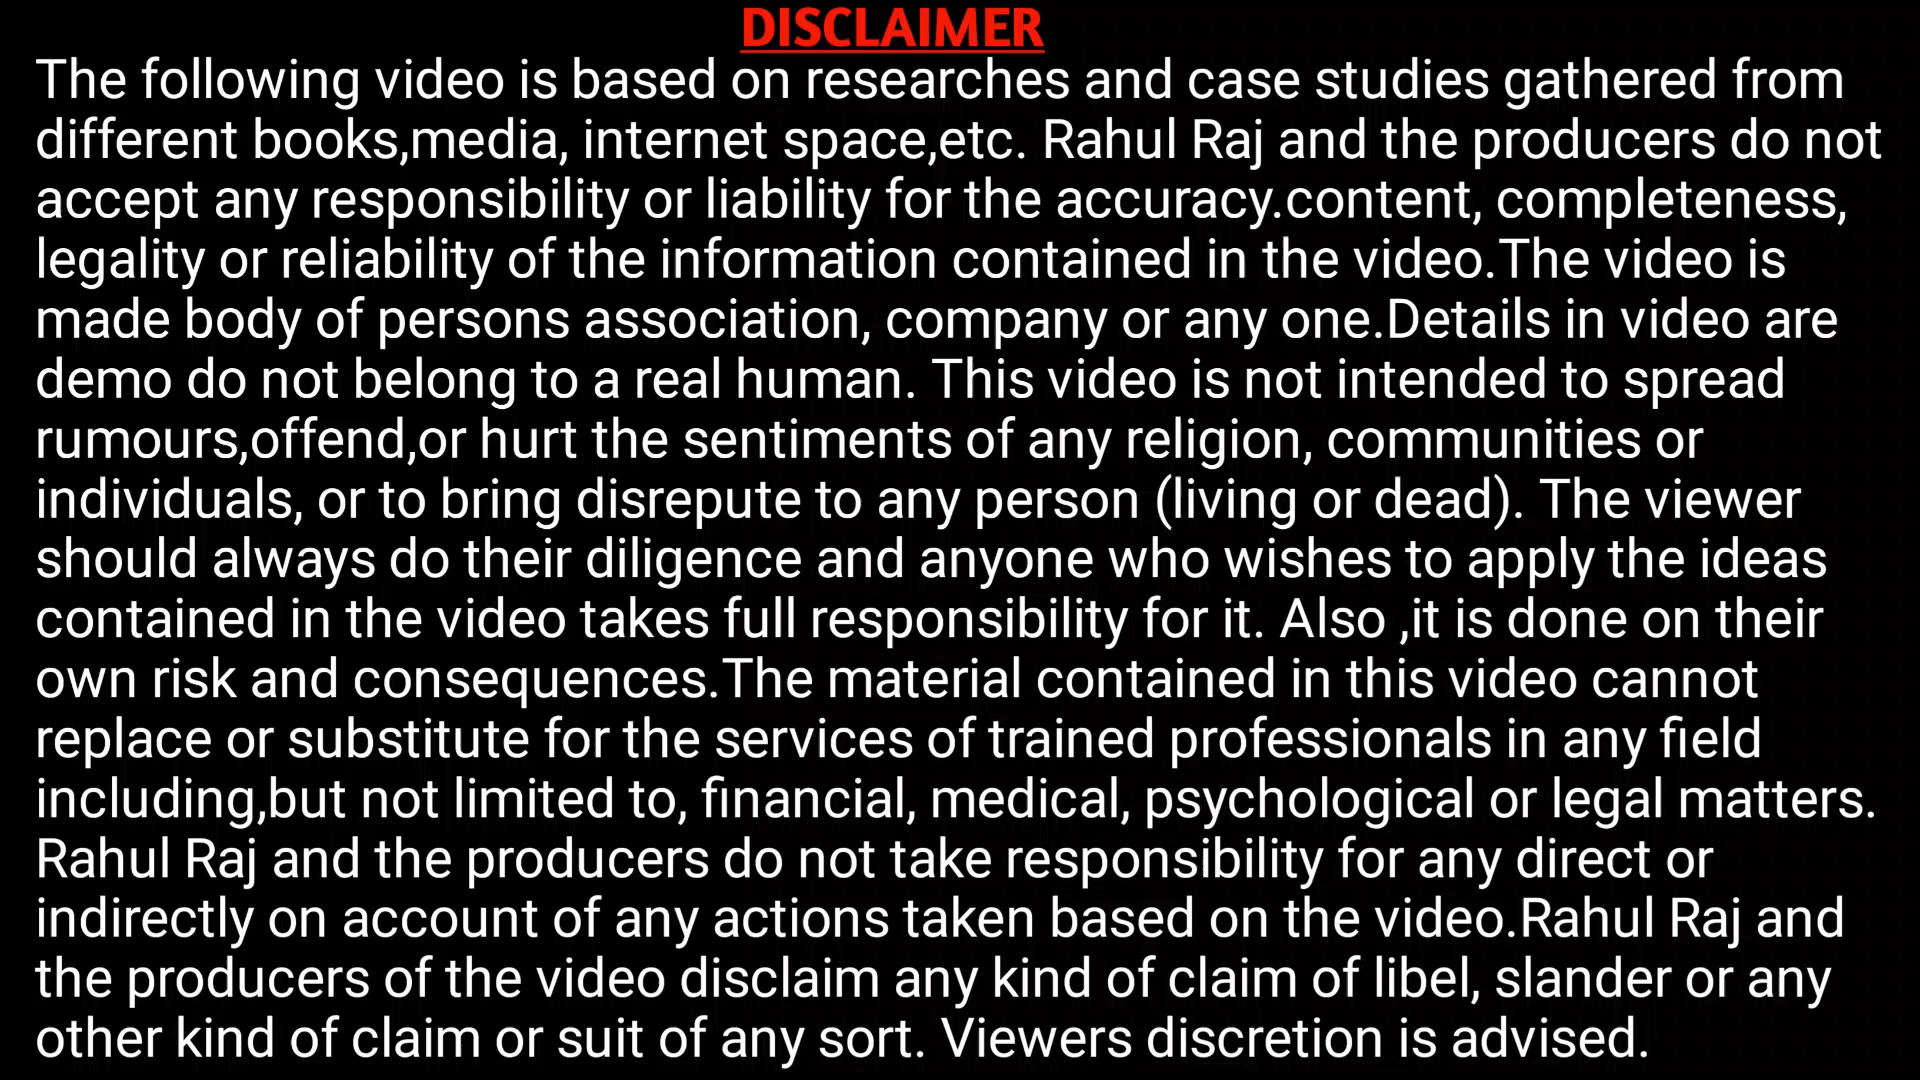 DISCLAIMER
The following video is based on researches and case studies gathered from
different books,media, internet space,etc. Rahul Raj and the producers do not
accept any responsibility or liability for the accuracy.content, completeness,
legality or reliability of the information contained in the video.The video is
made body of persons association, company or any one.Details in video are
demo do not belong to a real human. This video is not intended to spread
rumours,offend,or hurt the sentiments of any religion, communities or
individuals, or to bring disrepute to any person (living or dead). The viewer
should always do their diligence and anyone who wishes to apply the ideas
contained in the video takes full responsibility for it. Also ,it is done on their
own risk and consequences.The material contained in this video cannot
replace or substitute for the services of trained professionals in any field
including,but not limited to, financial, medical, psychological or legal matters.
Rahul Raj and the producers do not take responsibility for any direct or
indirectly on account of any actions taken based on the video.Rahul Raj and
the producers of the video disclaim any kind of claim of libel, slander or any
other kind of claim or suit of any sort. Viewers discretion is advised.